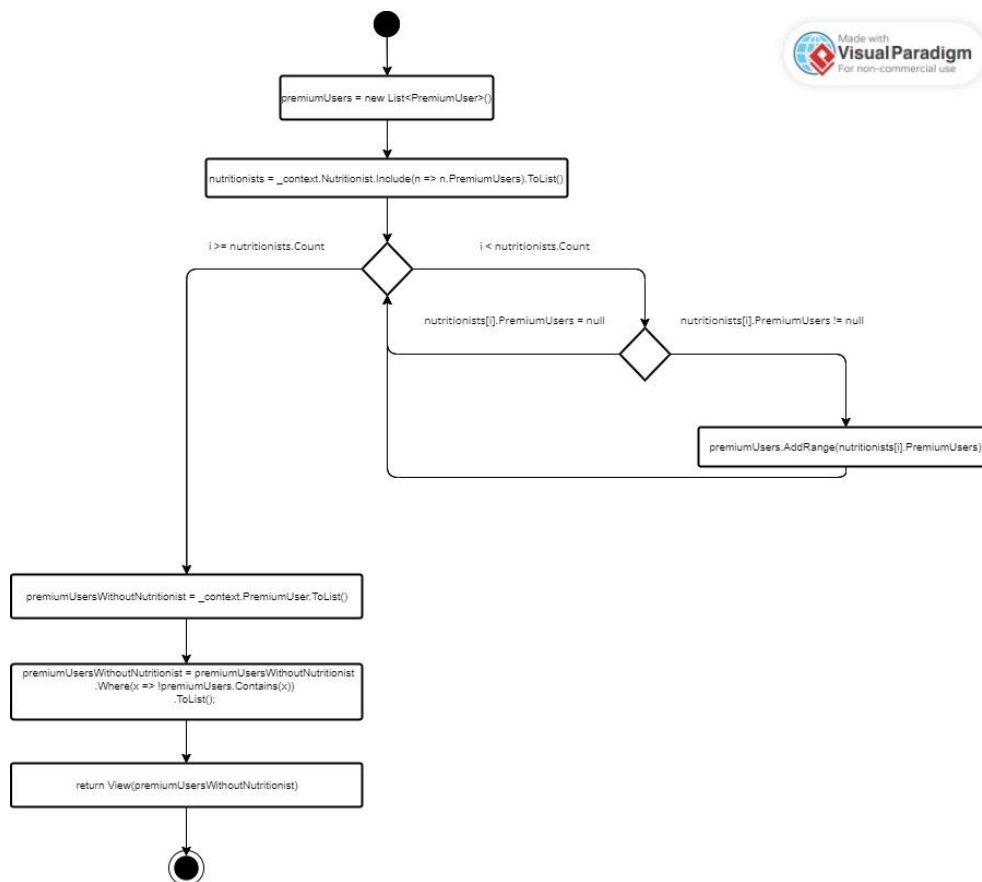 Made with
Visual Paradigm
For non-commercial use
premiumUsers = new List<PremiumUser>()
nutritionists = _context.Nutritionist.Include(n => n.PremiumUsers).ToList()
i >= nutritionists.Count
i < nutritionists.Count
nutritionists[i].PremiumUsers = null
nutritionists[i].PremiumUsers != null
premiumUsers.AddRange(nutritionists[i].PremiumUsers)
premiumUsersWithoutNutritionist = _context.PremiumUser.ToList()
premiumUsersWithoutNutritionist = premiumUsersWithoutNutritionist
.Where(x => !premiumUsers.Contains(x))
.ToList();
return View(premiumUsersWithoutNutritionist)